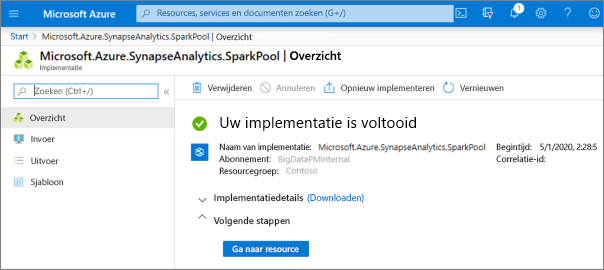 Microsoft Azure
Resources, services en documenten zoeken (G+/)
1
Start > Microsoft.Azure.SynapseAnalytics.SparkPool | Overzicht
Microsoft.Azure.SynapseAnalytics.SparkPool | Overzicht
Implementatie
Zoeken (Ctrl+/)
Verwijderen Annuleren Opnieuw implementeren Vernieuwen
Overzicht
Invoer
Uitvoer
Sjabloon
Uw implementatie is voltooid
Naam van implementatie: Microsoft.Azure.SynapseAnalytics.SparkPool Begintijd: 5/1/2020, 2:28:5
Abonnement: BigDataPMInternal Correlatie-id:
Resourcegroep: Contoso
Implementatiedetails (Downloaden)
Volgende stappen
Ga naar resource